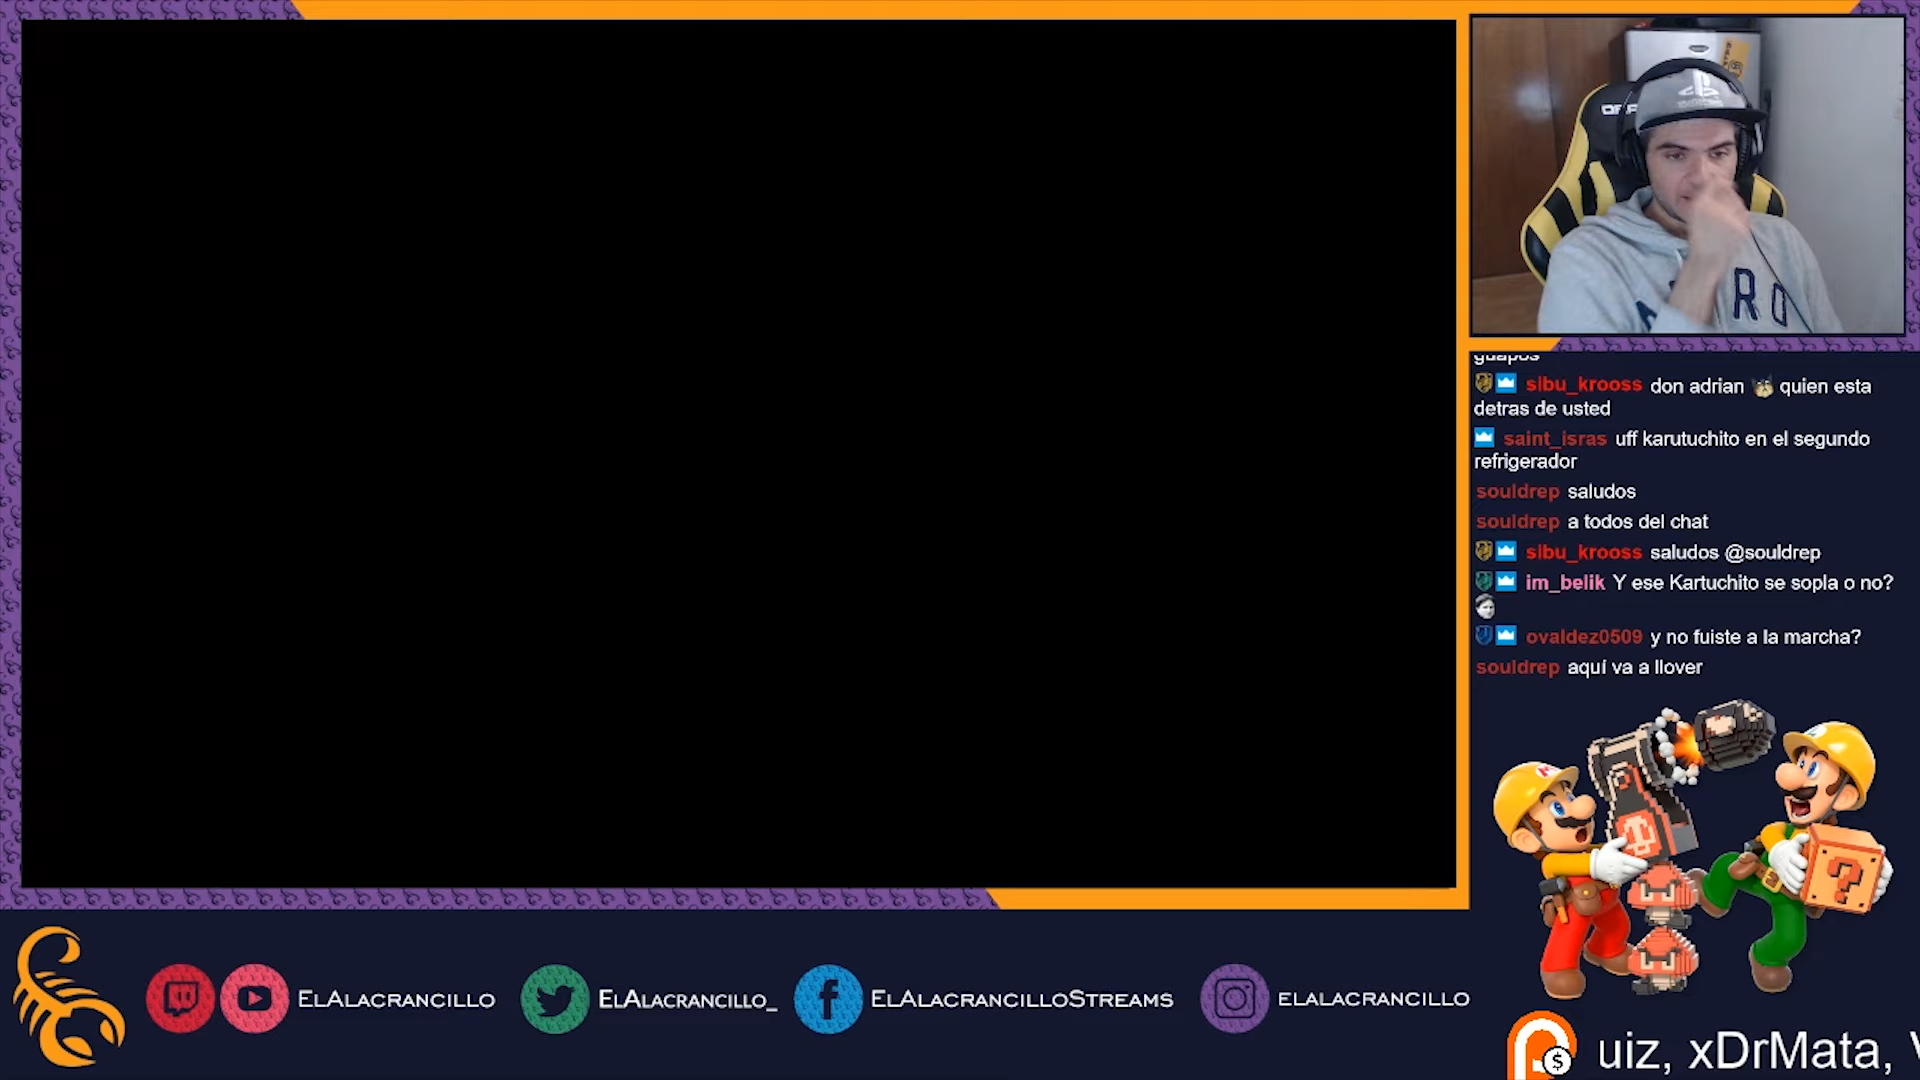 guapos
sibu_krooss don adrian quien esta
detras de usted
saint_isras uff karutuchito en el segundo
refrigerador
souldrep saludos
souldrep a todos del chat
sibu_krooss saludos @souldrep
im_belik Y ese Kartuchito se sopla o no?
ovaldez0509 y no fuiste a la marcha?
souldrep aquí va a llover
ELALACRANCILLO
ELALACRANCILLO_
ELALACRANCILLOSTREAMS
ELALACRANCILLO
uiz, xDrMata,